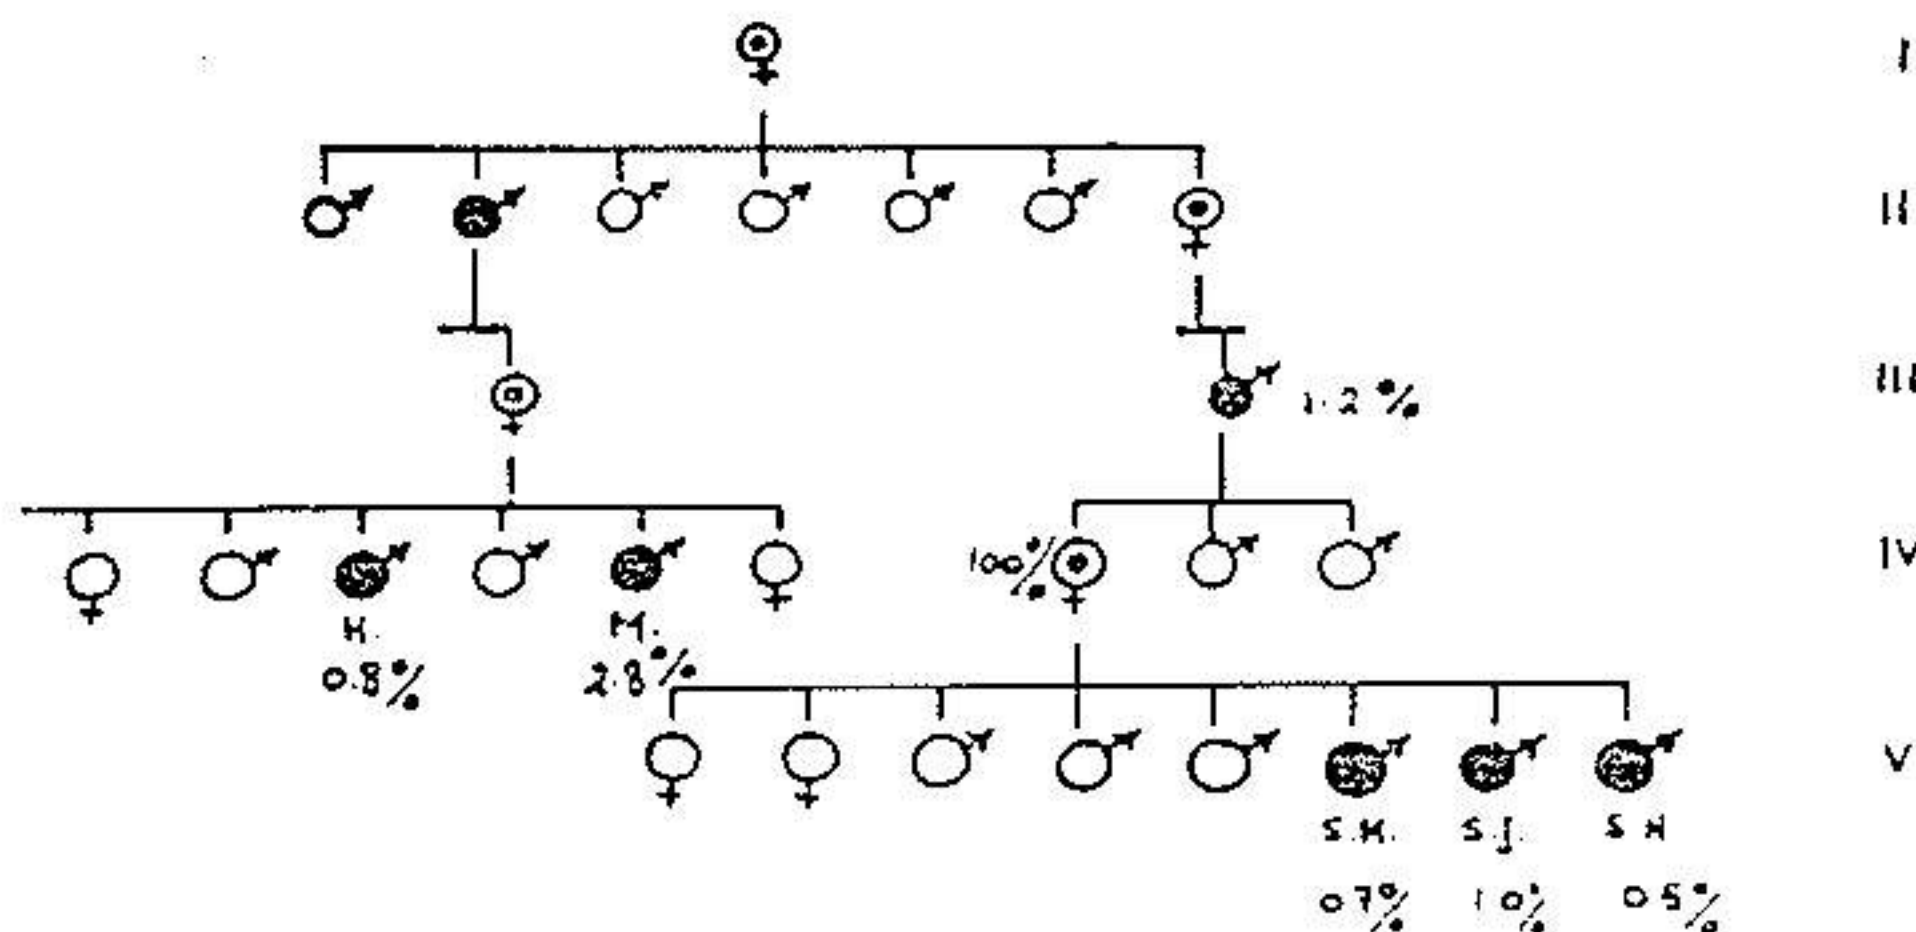 I
II
III
1.2 %
IV
100%
H.
0.8%
M.
2.8%
V
S.M. S.J. S H
0 7% 1 0% 0 5%